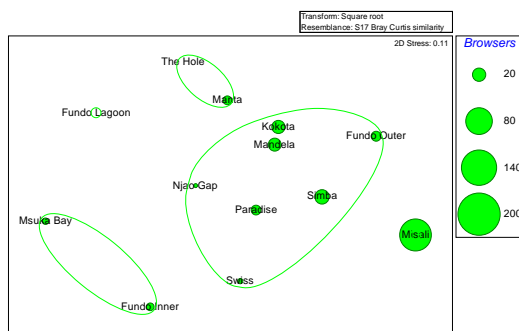 Transform: Square root
Resemblance: S17 Bray Curtis similarity
2D Stress: 0.11
Browsers
20
80
140
200
The Hole
Manta
Fundo Lagoon
Kokota
Fundo Outer
Mandela
Njao Gap
Simba
Paradise
Msuka Bay
Misali
Swiss
Fundo Inner